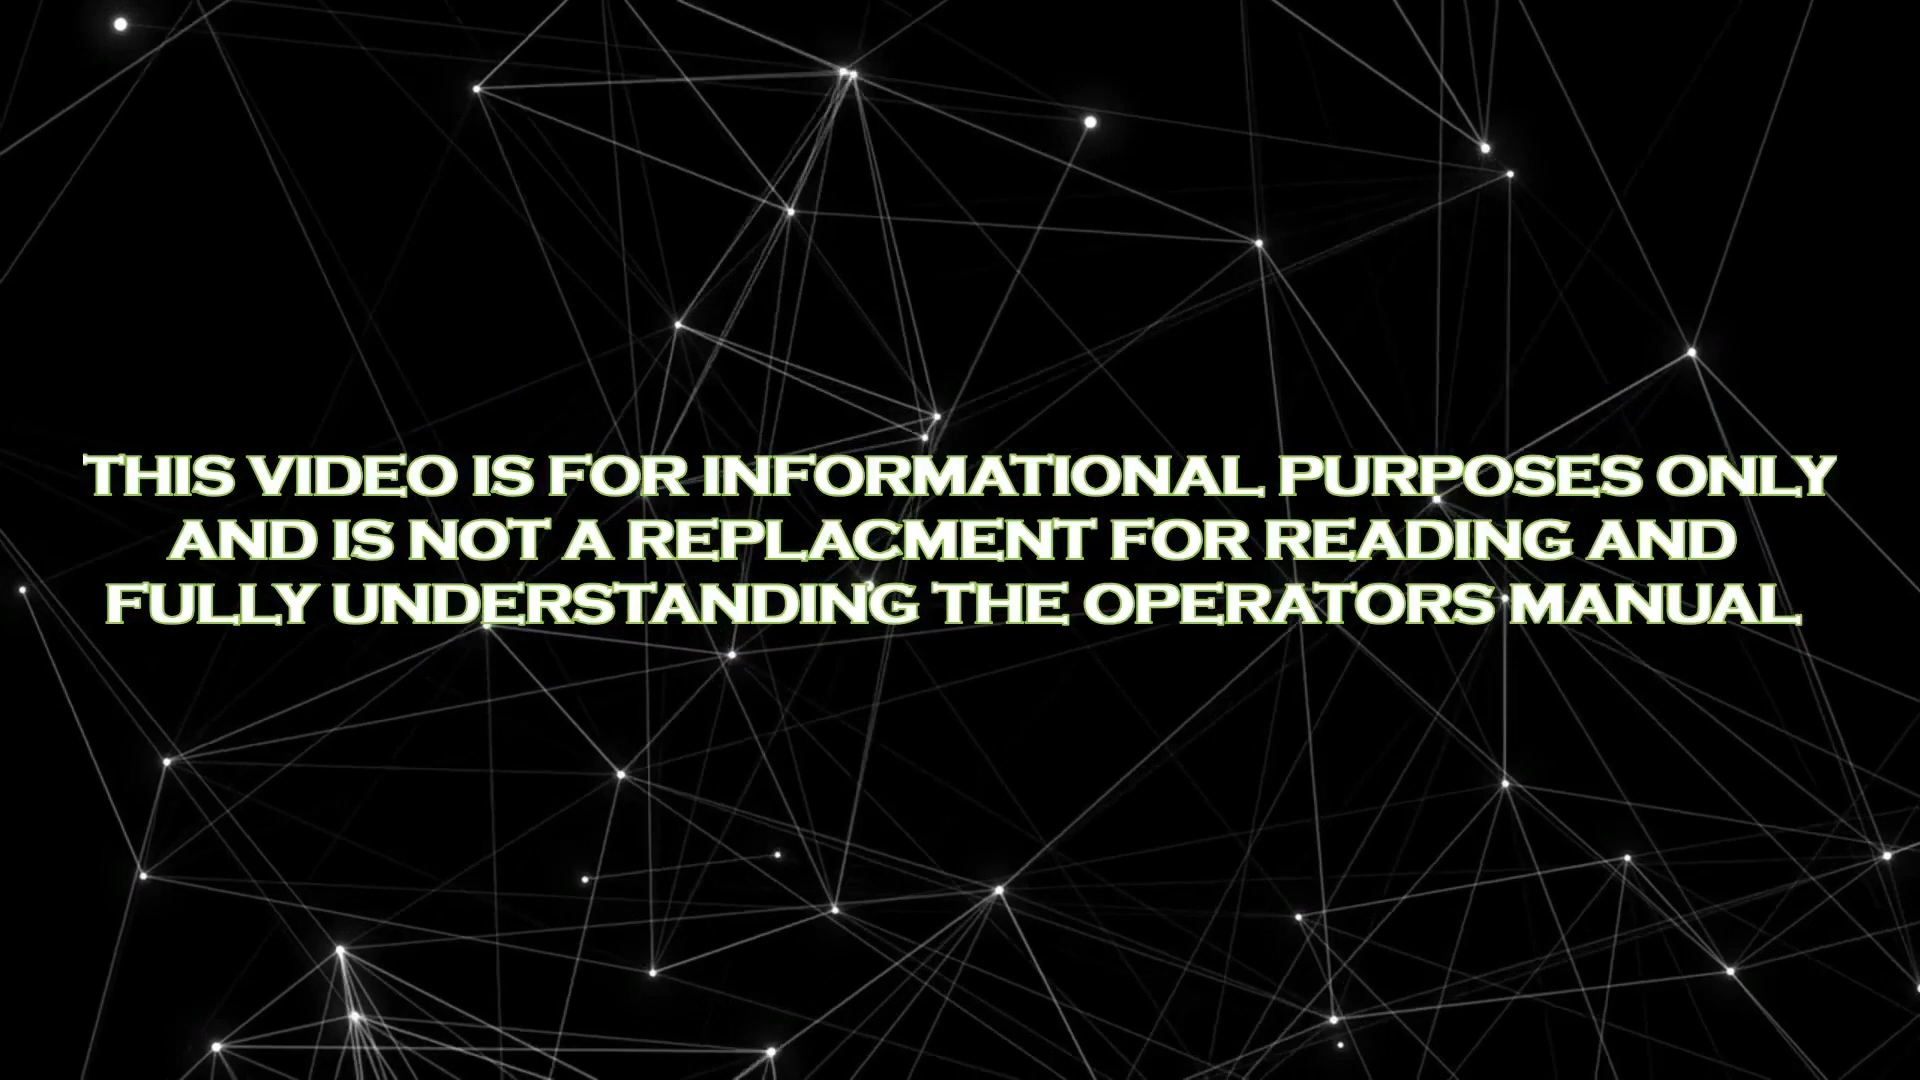 THIS VIDEO IS FOR INFORMATIONAL PURPOSES ONLY
AND IS NOT A REPLACMENT FOR READING AND
FULLY UNDERSTANDING THE OPERATORS MANUAL